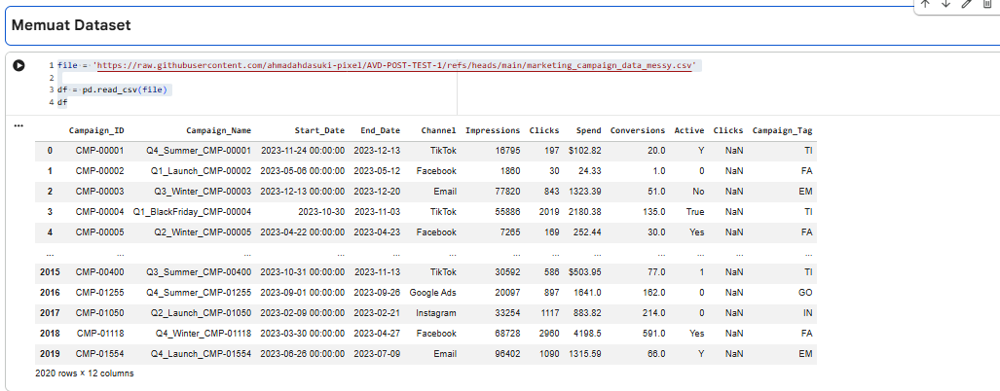 Memuat Dataset
1 file = 'https://raw.githubusercontent.com/ahmadahdasuki-pixel/AVD-POST-TEST-1/refs/heads/main/marketing_campaign_data_messy.csv'
2
3 df = pd.read_csv(file)
4 df
Campaign_ID Campaign_Name Start_Date End_Date Channel Impressions Clicks Spend Conversions Active Clicks Campaign_Tag
0 CMP-00001 Q4_Summer_CMP-00001 2023-11-24 00:00:00 2023-12-13 TikTok 16795 197 $102.82 20.0 Y NaN TI
1 CMP-00002 Q1_Launch_CMP-00002 2023-05-06 00:00:00 2023-05-12 Facebook 1860 30 24.33 1.0 0 NaN FA
2 CMP-00003 Q3_Winter_CMP-00003 2023-12-13 00:00:00 2023-12-20 Email 77820 843 1323.39 51.0 No NaN EM
3 CMP-00004 Q1_BlackFriday_CMP-00004 2023-10-30 2023-11-03 TikTok 55886 2019 2180.38 135.0 True NaN TI
4 CMP-00005 Q2_Winter_CMP-00005 2023-04-22 00:00:00 2023-04-23 Facebook 7265 169 252.44 30.0 Yes NaN FA
... ... ... ... ... ... ... ... ... ... ... ... ...
2015 CMP-00400 Q3_Summer_CMP-00400 2023-10-31 00:00:00 2023-11-13 TikTok 30592 586 $503.95 77.0 1 NaN TI
2016 CMP-01255 Q4_Summer_CMP-01255 2023-09-01 00:00:00 2023-09-26 Google Ads 20097 897 1641.0 162.0 0 NaN GO
2017 CMP-01050 Q2_Launch_CMP-01050 2023-02-09 00:00:00 2023-02-21 Instagram 33254 1117 883.82 214.0 0 NaN IN
2018 CMP-01118 Q4_Winter_CMP-01118 2023-03-30 00:00:00 2023-04-27 Facebook 68728 2960 4198.5 591.0 Yes NaN FA
2019 CMP-01554 Q4_Launch_CMP-01554 2023-06-26 00:00:00 2023-07-09 Email 96402 1090 1315.59 66.0 Y NaN EM
2020 rows × 12 columns